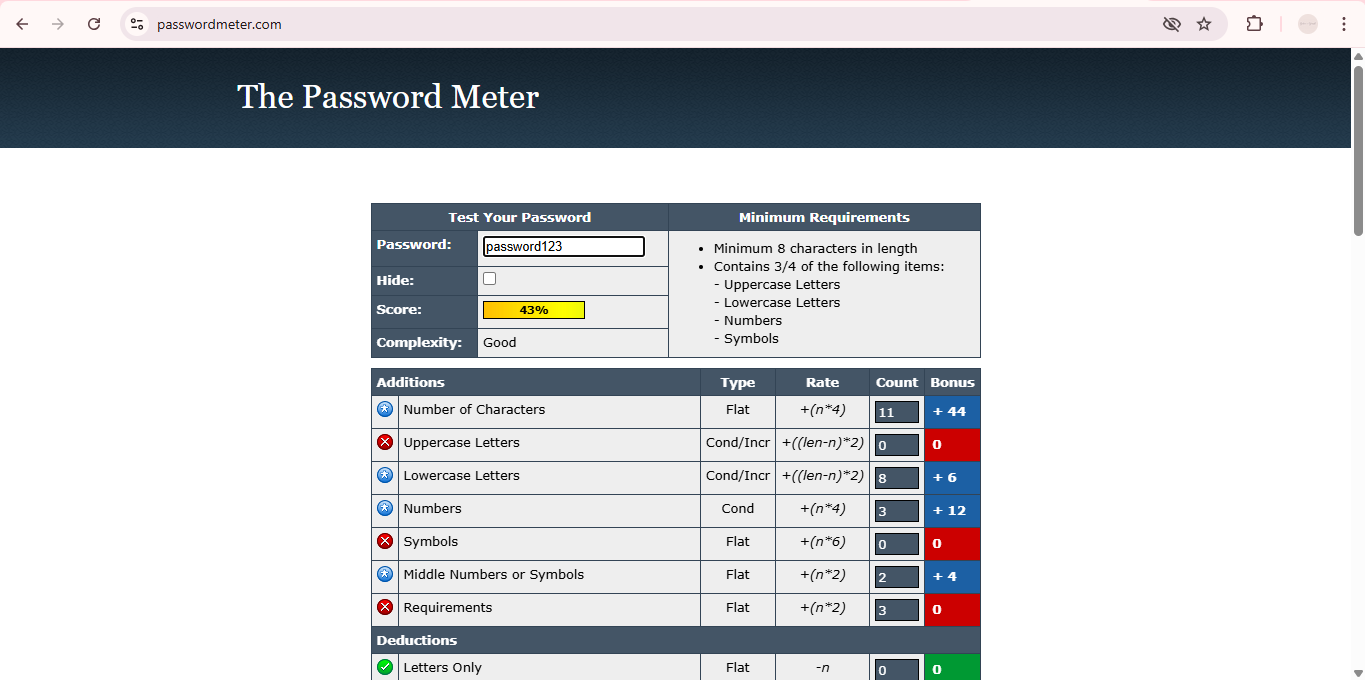 passwordmeter.com
The Password Meter
Test Your Password Minimum Requirements
Password: password123
Hide:
Score: 43%
Complexity: Good
• Minimum 8 characters in length
• Contains 3/4 of the following items:
- Uppercase Letters
- Lowercase Letters
- Numbers
- Symbols
Additions Type Rate Count Bonus
Number of Characters Flat +(n*4) 11 + 44
Uppercase Letters Cond/Incr +((len-n)*2) 0 0
Lowercase Letters Cond/Incr +((len-n)*2) 8 + 6
Numbers Cond +(n*4) 3 + 12
Symbols Flat +(n*6) 0 0
Middle Numbers or Symbols Flat +(n*2) 2 + 4
Requirements Flat +(n*2) 3 0
Deductions
Letters Only Flat -n 0 0